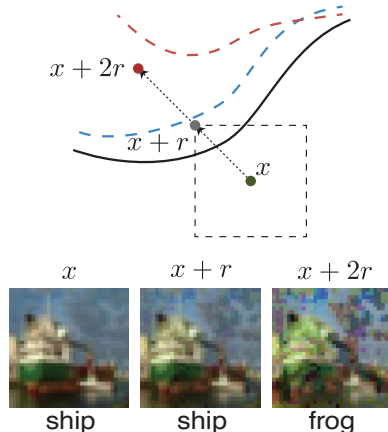 x + 2r
x + r
x
x
x + r
x + 2r
ship
ship
frog